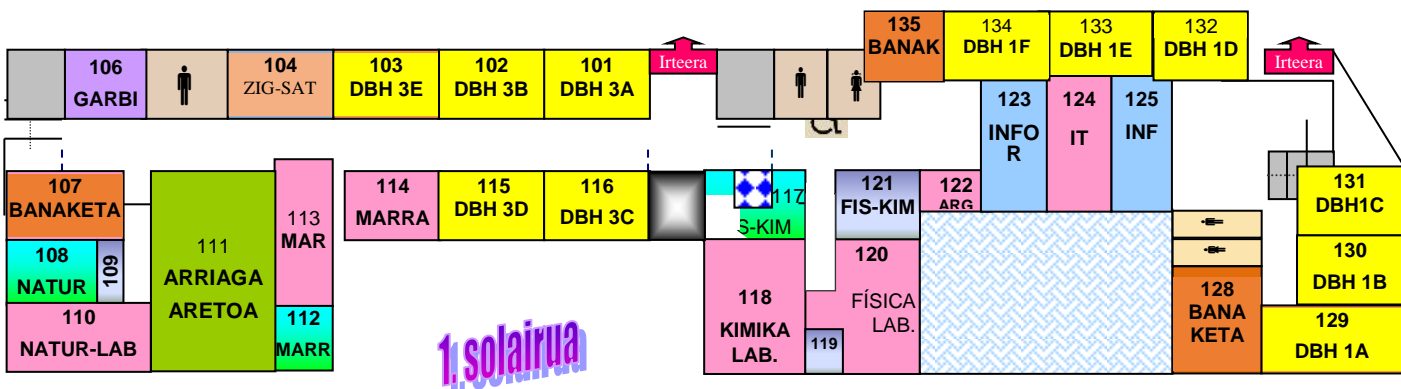 106
GARBI
104
ZIG-SAT
103
DBH 3E
102
DBH 3B
101
DBH 3A
Irteera
135
BANAK
134
DBH 1F
133
DBH 1E
132
DBH 1D
Irteera
123
INFO
R
124
IT
125
INF
107
BANAKETA
108
NATUR
109
110
NATUR-LAB
111
ARRIAGA
ARETOA
113
MAR
112
MARR
114
MARRA
115
DBH 3D
116
DBH 3C
117
S-KIM
118
KIMIKA
LAB.
119
121
FIS-KIM
120
FÍSICA
LAB.
122
ARG
128
BANA
KETA
131
DBH1C
130
DBH 1B
129
DBH 1A
1. solairua